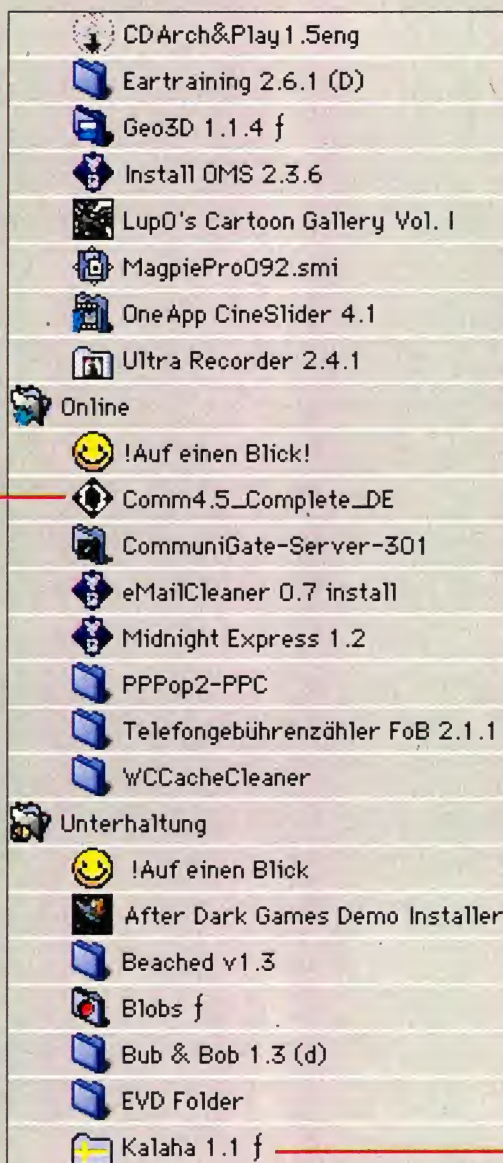 CDArch&Play1.5eng
Eartraining 2.6.1 (D)
Geo3D 1.1.4 ƒ
Install OMS 2.3.6
LupO's Cartoon Gallery Vol. I
MagpiePro092.smi
OneApp CineSlider 4.1
Ultra Recorder 2.4.1
Online
!Auf einen Blick!
Comm4.5_Complete_DE
CommuniGate-Server-301
eMailCleaner 0.7 install
Midnight Express 1.2
PPPop2-PPC
Telefongebührenzähler FoB 2.1.1
WCCacheCleaner
Unterhaltung
!Auf einen Blick
After Dark Games Demo Installer
Beached v1.3
Blobs ƒ
Bub & Bob 1.3 (d)
EVD Folder
Kalaha 1.1 ƒ